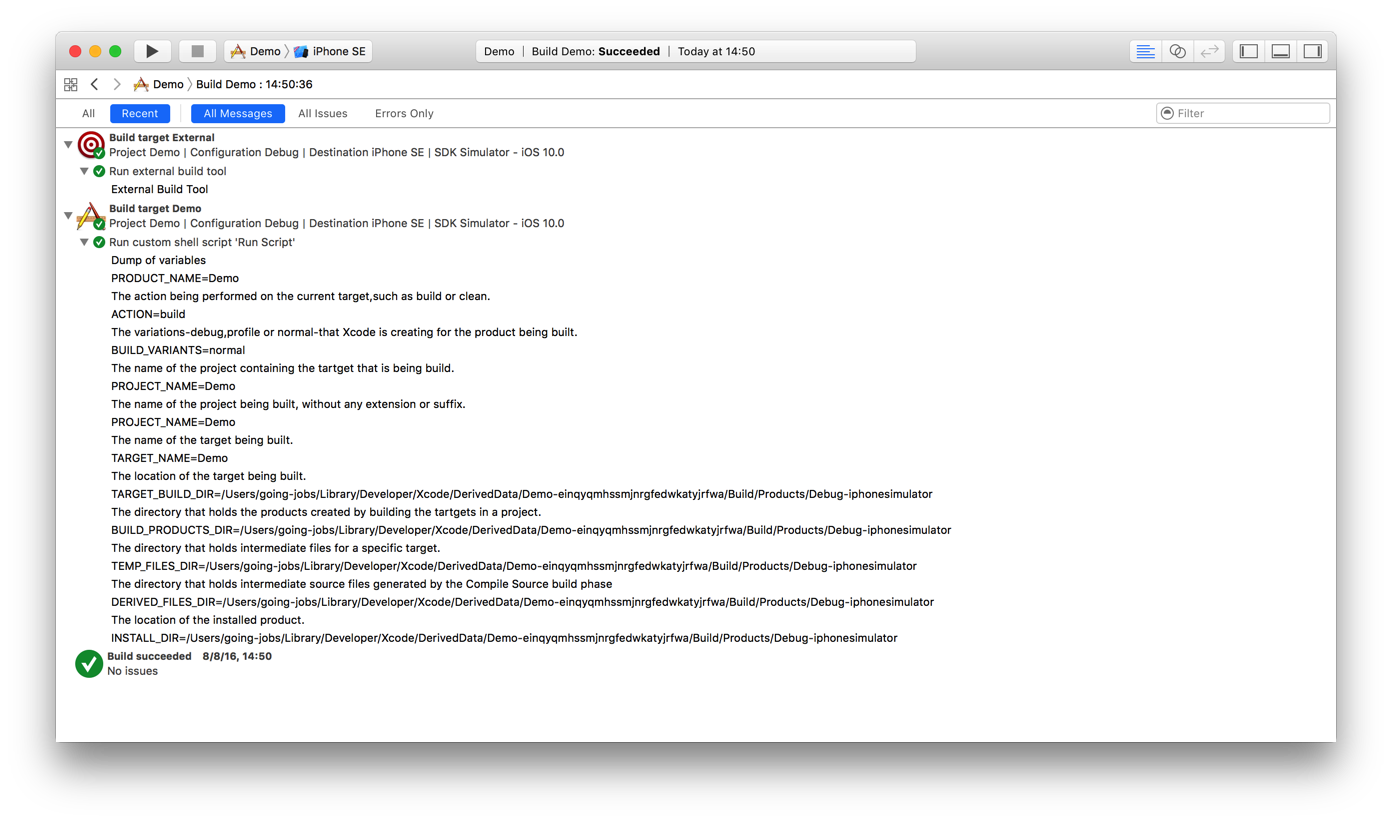 Demo 〉 iPhone SE
Demo | Build Demo: Succeeded | Today at 14:50
Demo 〉 Build Demo : 14:50:36
All Recent All Messages All Issues Errors Only Filter
Build target External
Project Demo | Configuration Debug | Destination iPhone SE | SDK Simulator - iOS 10.0
Run external build tool
External Build Tool
Build target Demo
Project Demo | Configuration Debug | Destination iPhone SE | SDK Simulator - iOS 10.0
Run custom shell script 'Run Script'
Dump of variables
PRODUCT_NAME=Demo
The action being performed on the current target,such as build or clean.
ACTION=build
The variations-debug,profile or normal-that Xcode is creating for the product being built.
BUILD_VARIANTS=normal
The name of the project containing the tartget that is being build.
PROJECT_NAME=Demo
The name of the project being built, without any extension or suffix.
PROJECT_NAME=Demo
The name of the target being built.
TARGET_NAME=Demo
The location of the target being built.
TARGET_BUILD_DIR=/Users/going-jobs/Library/Developer/Xcode/DerivedData/Demo-einqyqmhssmjnrgfedwkatyjrfwa/Build/Products/Debug-iphonesimulator
The directory that holds the products created by building the tartgets in a project.
BUILD_PRODUCTS_DIR=/Users/going-jobs/Library/Developer/Xcode/DerivedData/Demo-einqyqmhssmjnrgfedwkatyjrfwa/Build/Products/Debug-iphonesimulator
The directory that holds intermediate files for a specific target.
TEMP_FILES_DIR=/Users/going-jobs/Library/Developer/Xcode/DerivedData/Demo-einqyqmhssmjnrgfedwkatyjrfwa/Build/Products/Debug-iphonesimulator
The directory that holds intermediate source files generated by the Compile Source build phase
DERIVED_FILES_DIR=/Users/going-jobs/Library/Developer/Xcode/DerivedData/Demo-einqyqmhssmjnrgfedwkatyjrfwa/Build/Products/Debug-iphonesimulator
The location of the installed product.
INSTALL_DIR=/Users/going-jobs/Library/Developer/Xcode/DerivedData/Demo-einqyqmhssmjnrgfedwkatyjrfwa/Build/Products/Debug-iphonesimulator
Build succeeded 8/8/16, 14:50
No issues